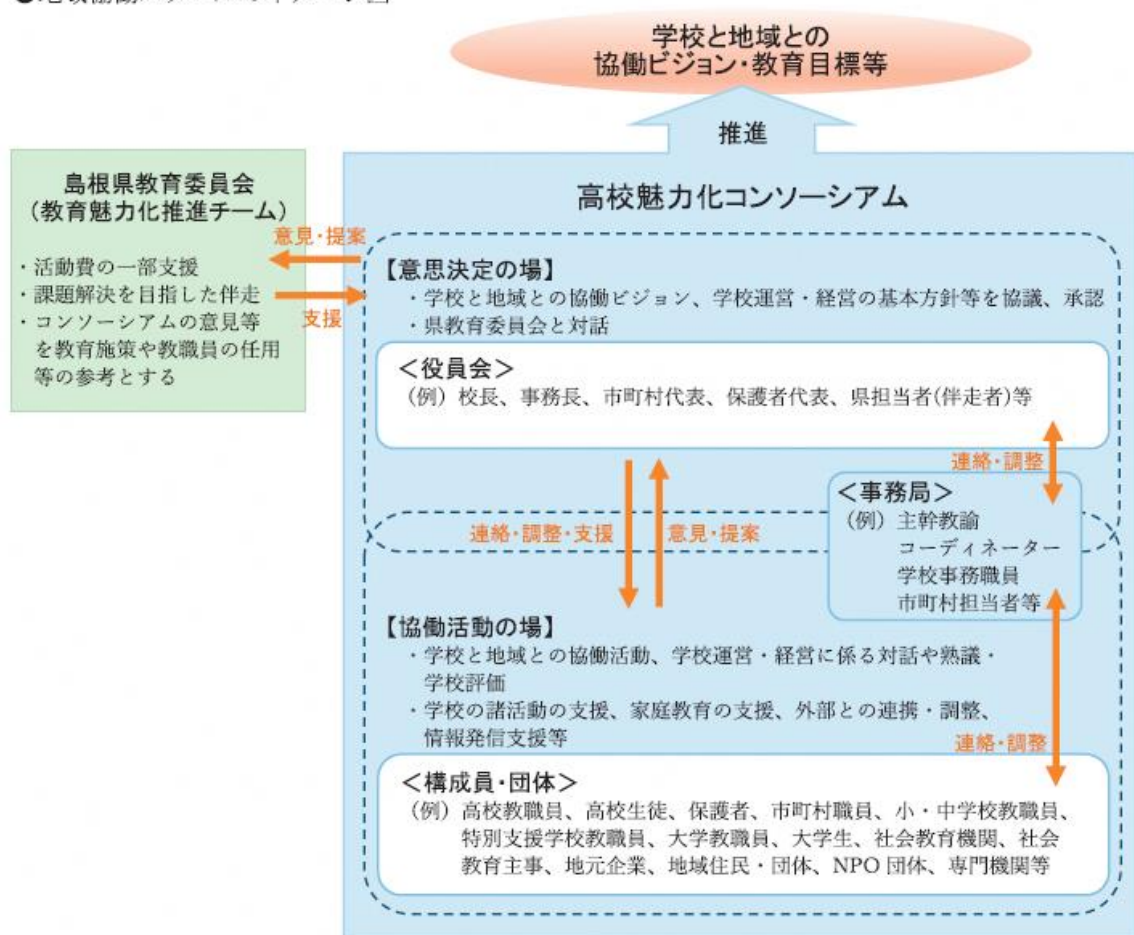 学校と地域との
協働ビジョン・教育目標等
推進
島根県教育委員会
(教育魅力化推進チーム)
・活動費の一部支援
・課題解決を目指した伴走
・コンソーシアムの意見等
を教育施策や教職員の任用
等の参考とする
意見・提案
支援
高校魅力化コンソーシアム
【意思決定の場】
・学校と地域との協働ビジョン、学校運営・経営の基本方針等を協議、承認
・県教育委員会と対話
<役員会>
(例) 校長、事務長、市町村代表、保護者代表、県担当者(伴走者)等
連絡・調整
<事務局>
(例) 主幹教諭
コーディネーター
学校事務職員
市町村担当者等
連絡・調整・支援
意見・提案
【協働活動の場】
・学校と地域との協働活動、学校運営・経営に係る対話や熟議・
学校評価
・学校の諸活動の支援、家庭教育の支援、外部との連携・調整、
情報発信支援等
連絡・調整
<構成員・団体>
(例) 高校教職員、高校生徒、保護者、市町村職員、小・中学校教職員、
特別支援学校教職員、大学教職員、大学生、社会教育機関、社会
教育主事、地元企業、地域住民・団体、NPO 団体、専門機関等